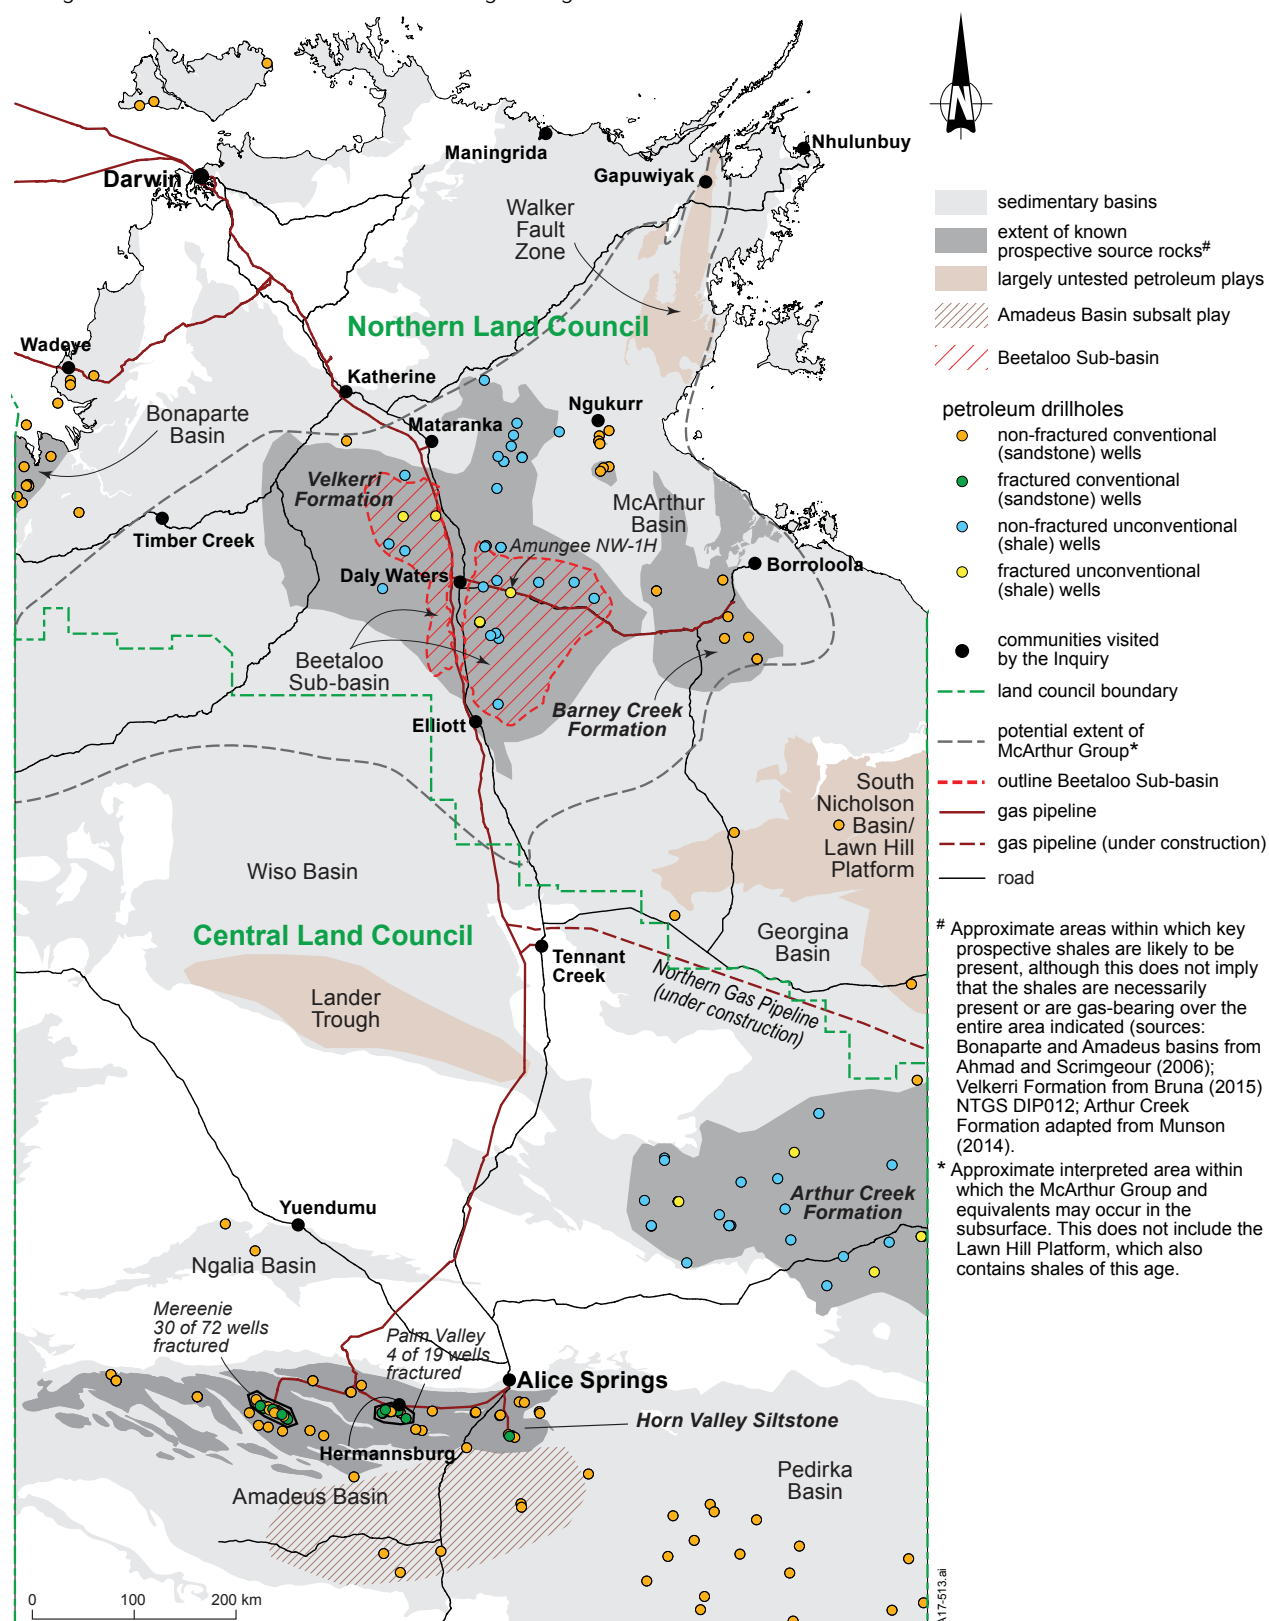 Maningrida
Nhulunbuy
Gapuwiyak
Darwin
Walker
Fault
Zone
Northern Land Council
Wadeye
Katherine
Bonaparte
Basin
Ngukurr
Mataranka
Velkerri
Formation
McArthur
Basin
Timber Creek
Amungee NW-1H
Daly Waters
Borroloola
Beetaloo
Sub-basin
Barney Creek
Formation
Elliott
South
Nicholson
Basin/
Lawn Hill
Platform
Wiso Basin
Central Land Council
Georgina
Basin
Tennant
Creek
Northern Gas Pipeline
(under construction)
Lander
Trough
Yuendumu
Arthur Creek
Formation
Ngalia Basin
Mereenie
30 of 72 wells
fractured
Palm Valley
4 of 19 wells
fractured
Alice Springs
Horn Valley Siltstone
Hermannsburg
Amadeus Basin
Pedirka
Basin
0 100 200 km
N
sedimentary basins
extent of known
prospective source rocks#
largely untested petroleum plays
Amadeus Basin subsalt play
Beetaloo Sub-basin
petroleum drillholes
non-fractured conventional
(sandstone) wells
fractured conventional
(sandstone) wells
non-fractured unconventional
(shale) wells
fractured unconventional
(shale) wells
communities visited
by the Inquiry
land council boundary
potential extent of
McArthur Group*
outline Beetaloo Sub-basin
gas pipeline
gas pipeline (under construction)
road
# Approximate areas within which key
prospective shales are likely to be
present, although this does not imply
that the shales are necessarily
present or are gas-bearing over the
entire area indicated (sources:
Bonaparte and Amadeus basins from
Ahmad and Scrimgeour (2006);
Velkerri Formation from Bruna (2015)
NTGS DIP012; Arthur Creek
Formation adapted from Munson
(2014).
* Approximate interpreted area within
which the McArthur Group and
equivalents may occur in the
subsurface. This does not include the
Lawn Hill Platform, which also
contains shales of this age.
A17-513.ai